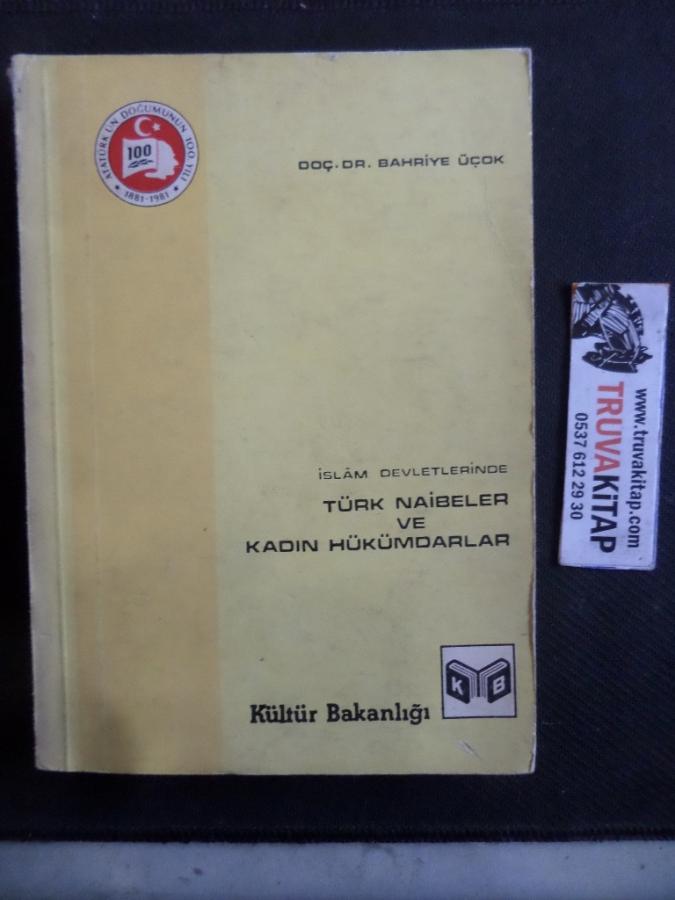 ATATÜRK'ÜN DOĞUMUNUN 100. YILI
100
1881-1981
DOÇ. DR. BAHRİYE ÜÇOK
İSLÂM DEVLETLERİNDE
TÜRK NAİBELER
VE
KADIN HÜKÜMDARLAR
Kültür Bakanlığı
K B
www.truvakitap.com
TRUVAKİTAP
0537 612 29 30